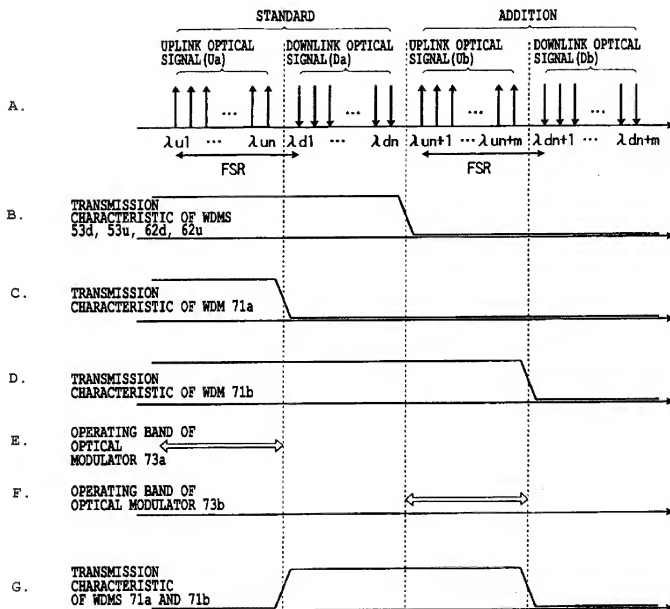 STANDARD ADDITION
UPLINK OPTICAL SIGNAL(Ua) DOWNLINK OPTICAL SIGNAL(Da) UPLINK OPTICAL SIGNAL(Ub) DOWNLINK OPTICAL SIGNAL(Db)
A. ... ... ... ...
λu1 ... λun λd1 ... λdn λun+1 ... λun+m λdn+1 ... λdn+m
FSR FSR
B. TRANSMISSION
CHARACTERISTIC OF WDMS
53d, 53u, 62d, 62u
C. TRANSMISSION
CHARACTERISTIC OF WDM 71a
D. TRANSMISSION
CHARACTERISTIC OF WDM 71b
E. OPERATING BAND OF
OPTICAL
MODULATOR 73a
F. OPERATING BAND OF
OPTICAL MODULATOR 73b
G. TRANSMISSION
CHARACTERISTIC
OF WDMS 71a AND 71b